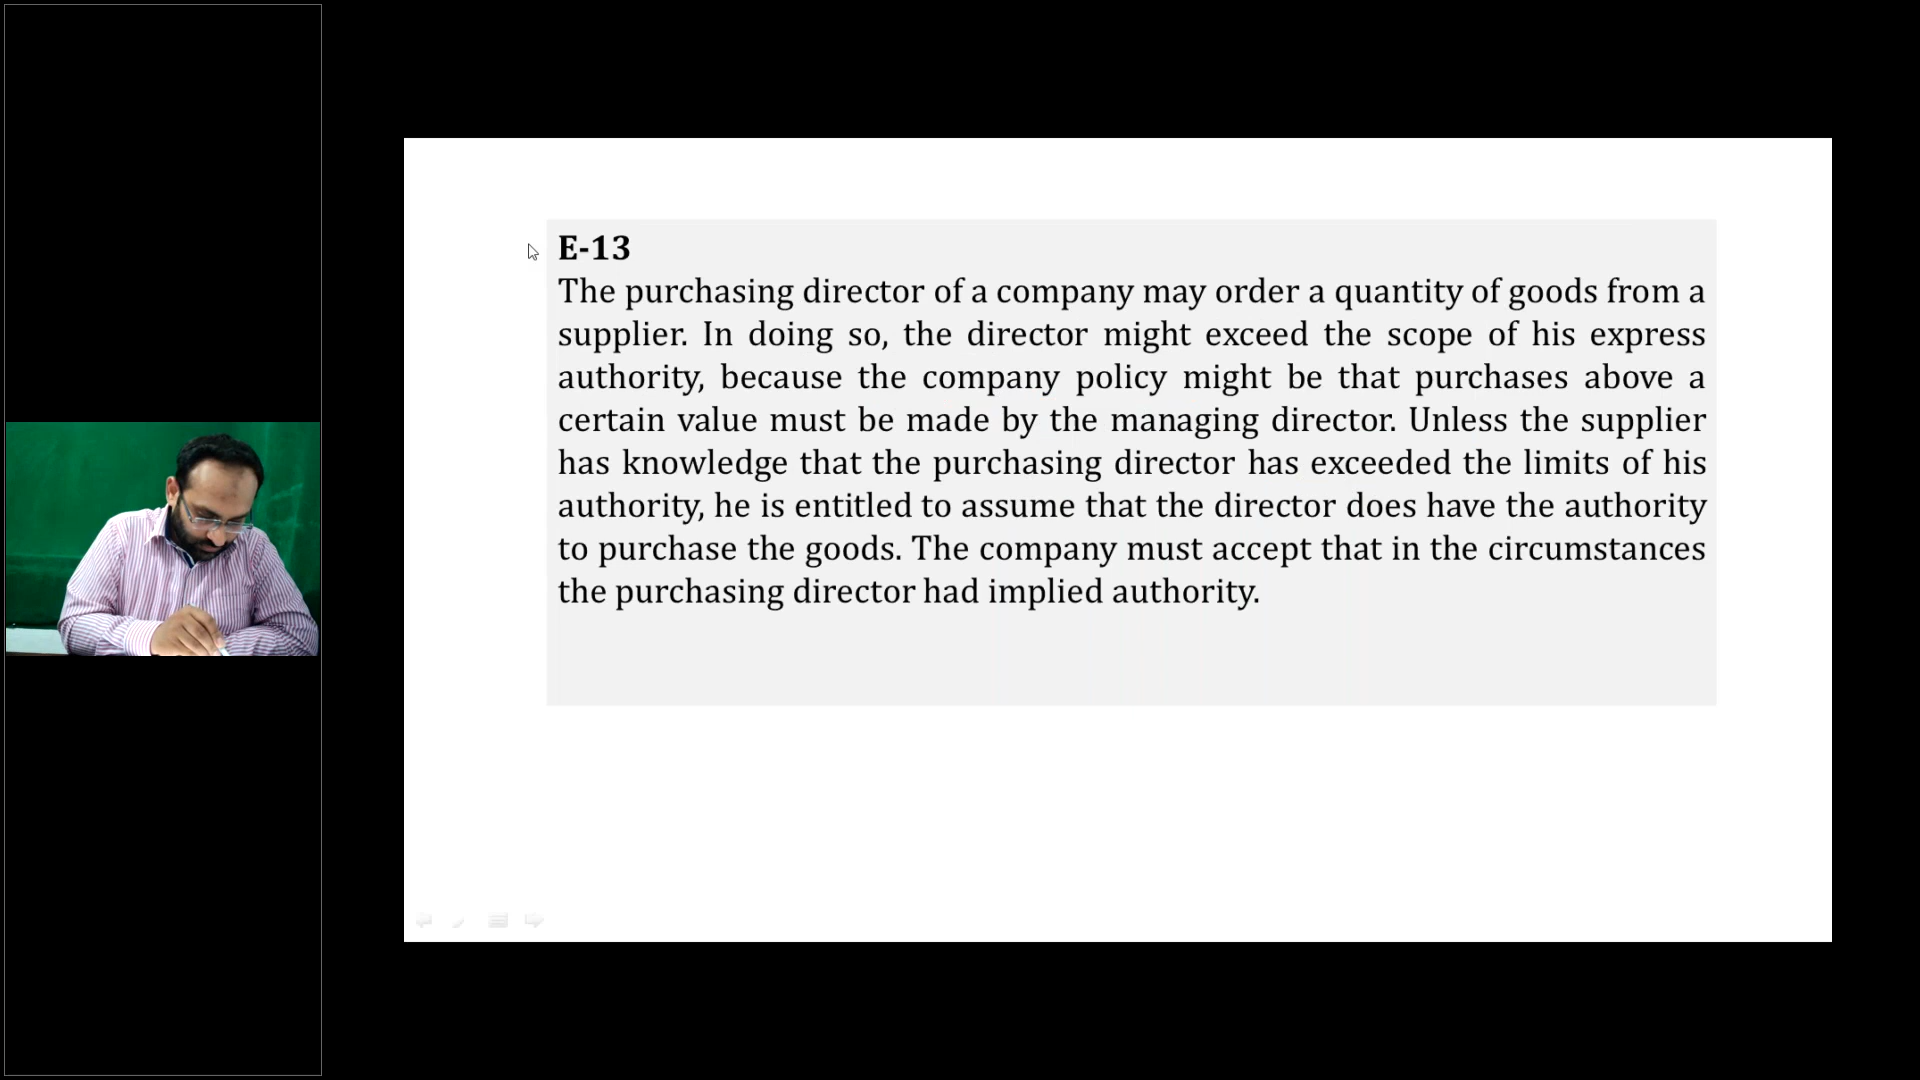 E-13
The purchasing director of a company may order a quantity of goods from a
supplier. In doing so, the director might exceed the scope of his express
authority, because the company policy might be that purchases above a
certain value must be made by the managing director. Unless the supplier
has knowledge that the purchasing director has exceeded the limits of his
authority, he is entitled to assume that the director does have the authority
to purchase the goods. The company must accept that in the circumstances
the purchasing director had implied authority.